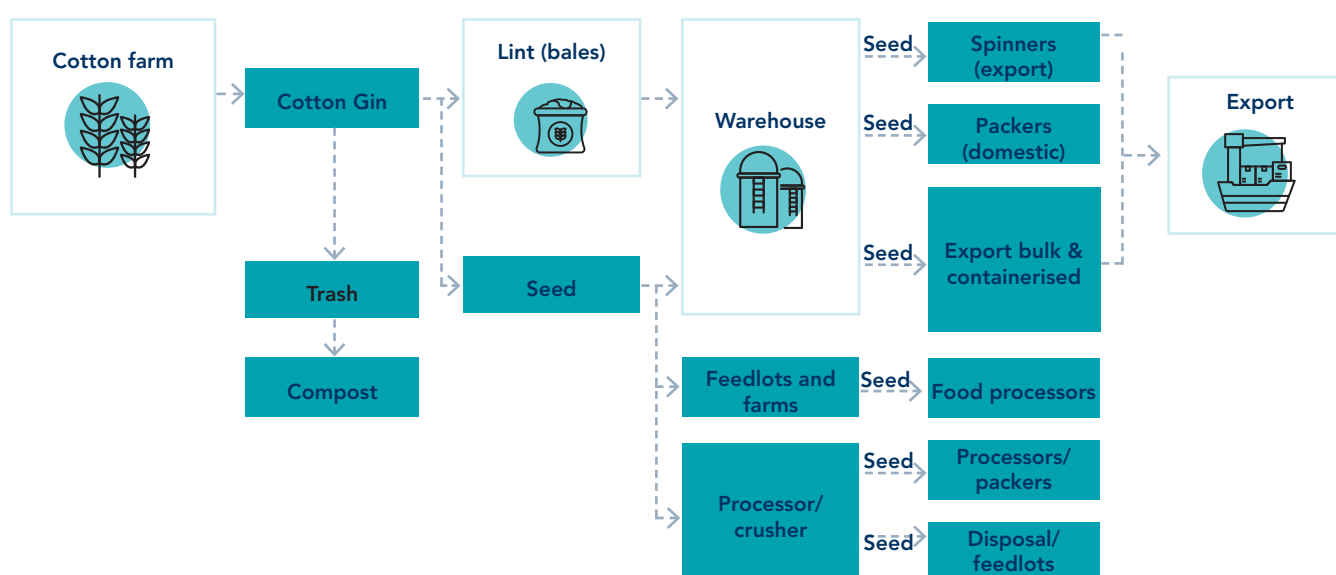 Cotton farm
Cotton Gin
Trash
Compost
Lint (bales)
Seed
Warehouse
Feedlots and
farms
Processor/
crusher
Seed
Spinners
(export)
Seed
Packers
(domestic)
Seed
Export bulk &
containerised
Seed
Food processors
Seed
Processors/
packers
Seed
Disposal/
feedlots
Export